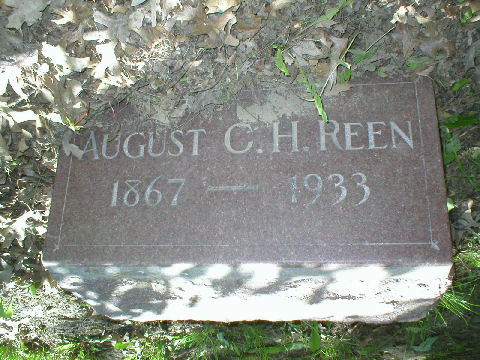 AUGUST C. H. REEN
1867 — 1933